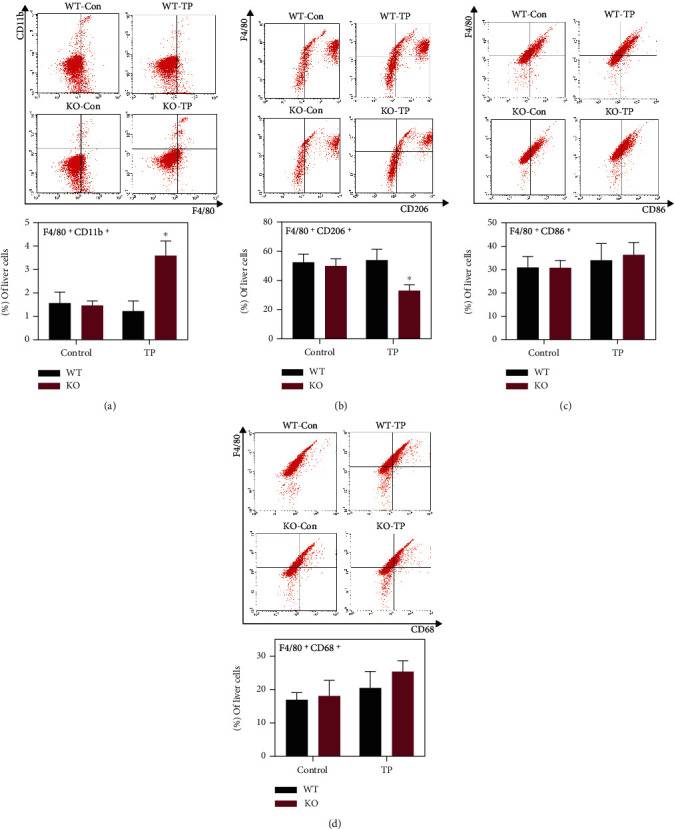 WT-Con WT-TP
CD11b
KO-Con KO-TP
F4/80
F4/80 + CD11b +
(%) Of liver cells
5
4
3
2
1
0
*
Control TP
WT
KO
(a)
WT-Con WT-TP
F4/80
KO-Con KO-TP
CD206
F4/80 + CD206 +
(%) Of liver cells
80
60
40
20
0
*
Control TP
WT
KO
(b)
WT-Con WT-TP
F4/80
KO-Con KO-TP
CD86
F4/80 + CD86 +
(%) Of liver cells
50
40
30
20
10
0
Control TP
WT
KO
(c)
WT-Con WT-TP
F4/80
KO-Con KO-TP
CD68
F4/80 + CD68 +
(%) Of liver cells
30
20
10
0
Control TP
WT
KO
(d)